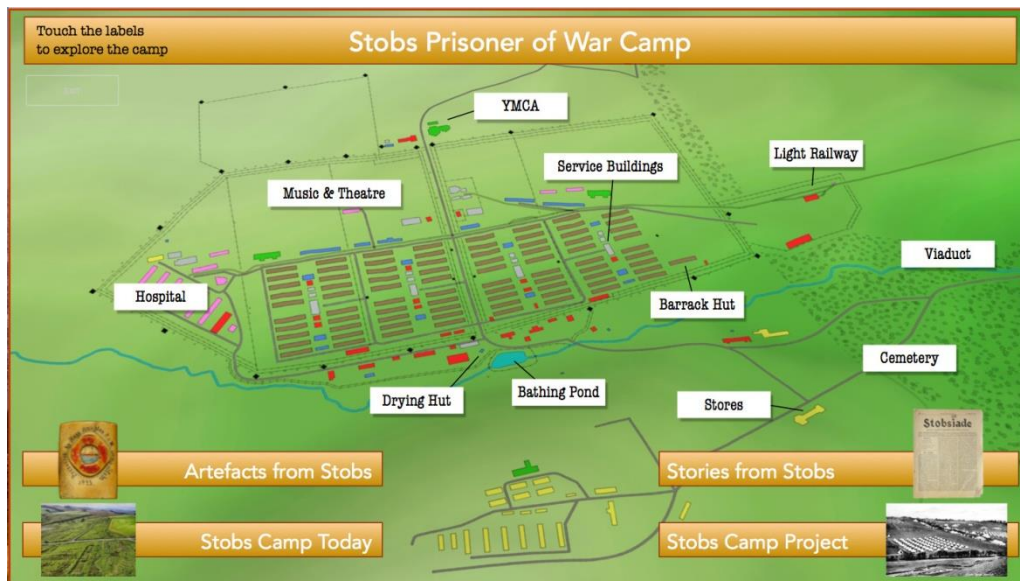 Touch the labels
to explore the camp
Stobs Prisoner of War Camp
YMCA
Light Railway
Service Buildings
Music & Theatre
Viaduct
Hospital
Barrack Hut
Cemetery
Drying Hut
Bathing Pond
Stores
Stobsiade
Artefacts from Stobs
Stories from Stobs
Stobs Camp Today
Stobs Camp Project